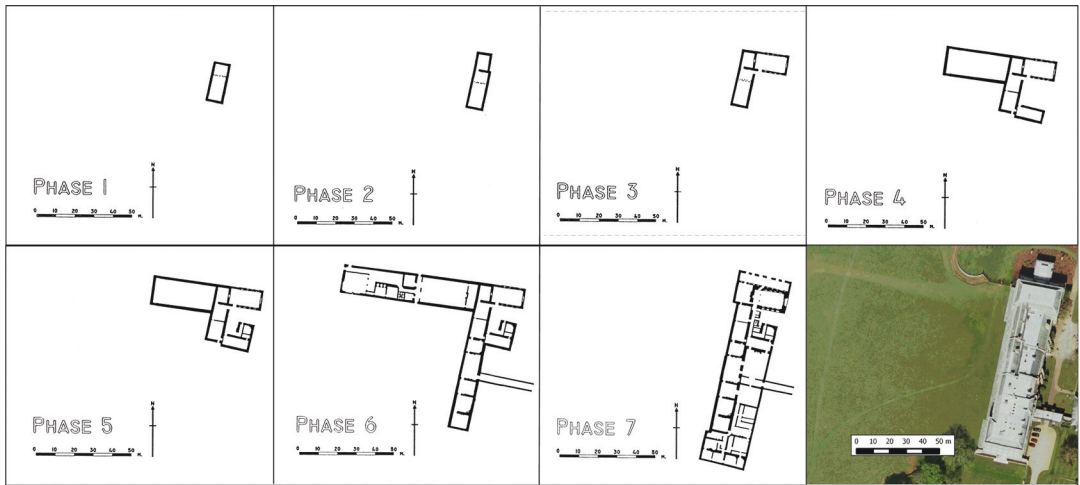 N
PHASE 1
0 10 20 30 40 50 M.
N
PHASE 2
0 10 20 30 40 50 M.
N
PHASE 3
0 10 20 30 40 50 M.
N
PHASE 4
0 10 20 30 40 50 M.
N
PHASE 5
0 10 20 30 40 50 M.
N
PHASE 6
0 10 20 30 40 50 M.
N
PHASE 7
0 10 20 30 40 50 M.
0 10 20 30 40 50 m